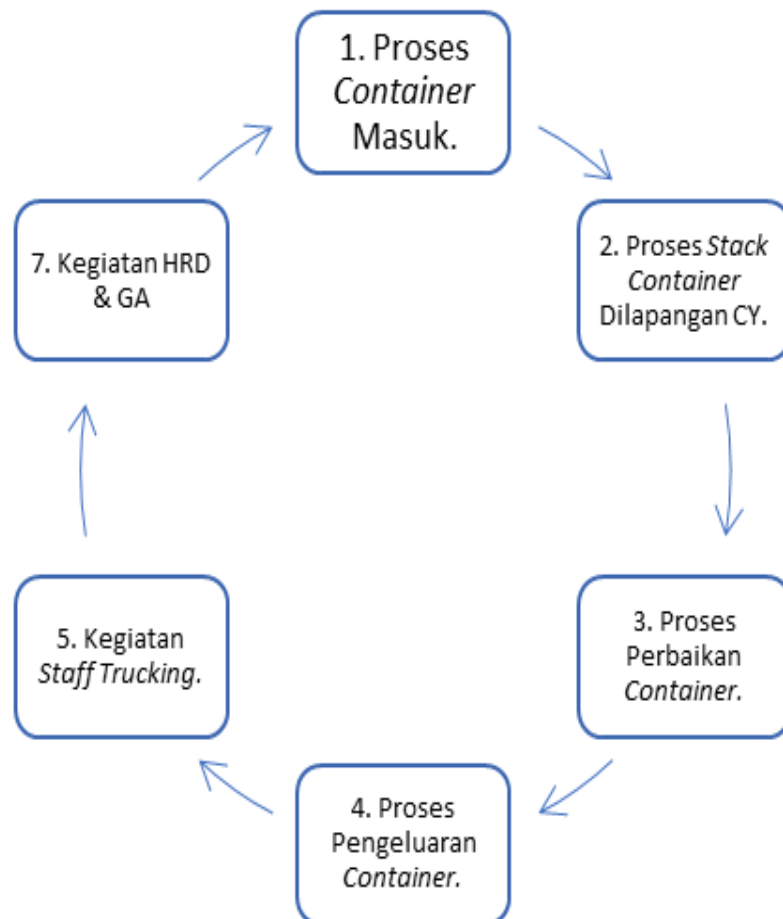 1. Proses
Container
Masuk.
2. Proses Stack
Container
Dilapangan CY.
3. Proses
Perbaikan
Container.
4. Proses
Pengeluaran
Container.
5. Kegiatan
Staff Trucking.
7. Kegiatan HRD
& GA